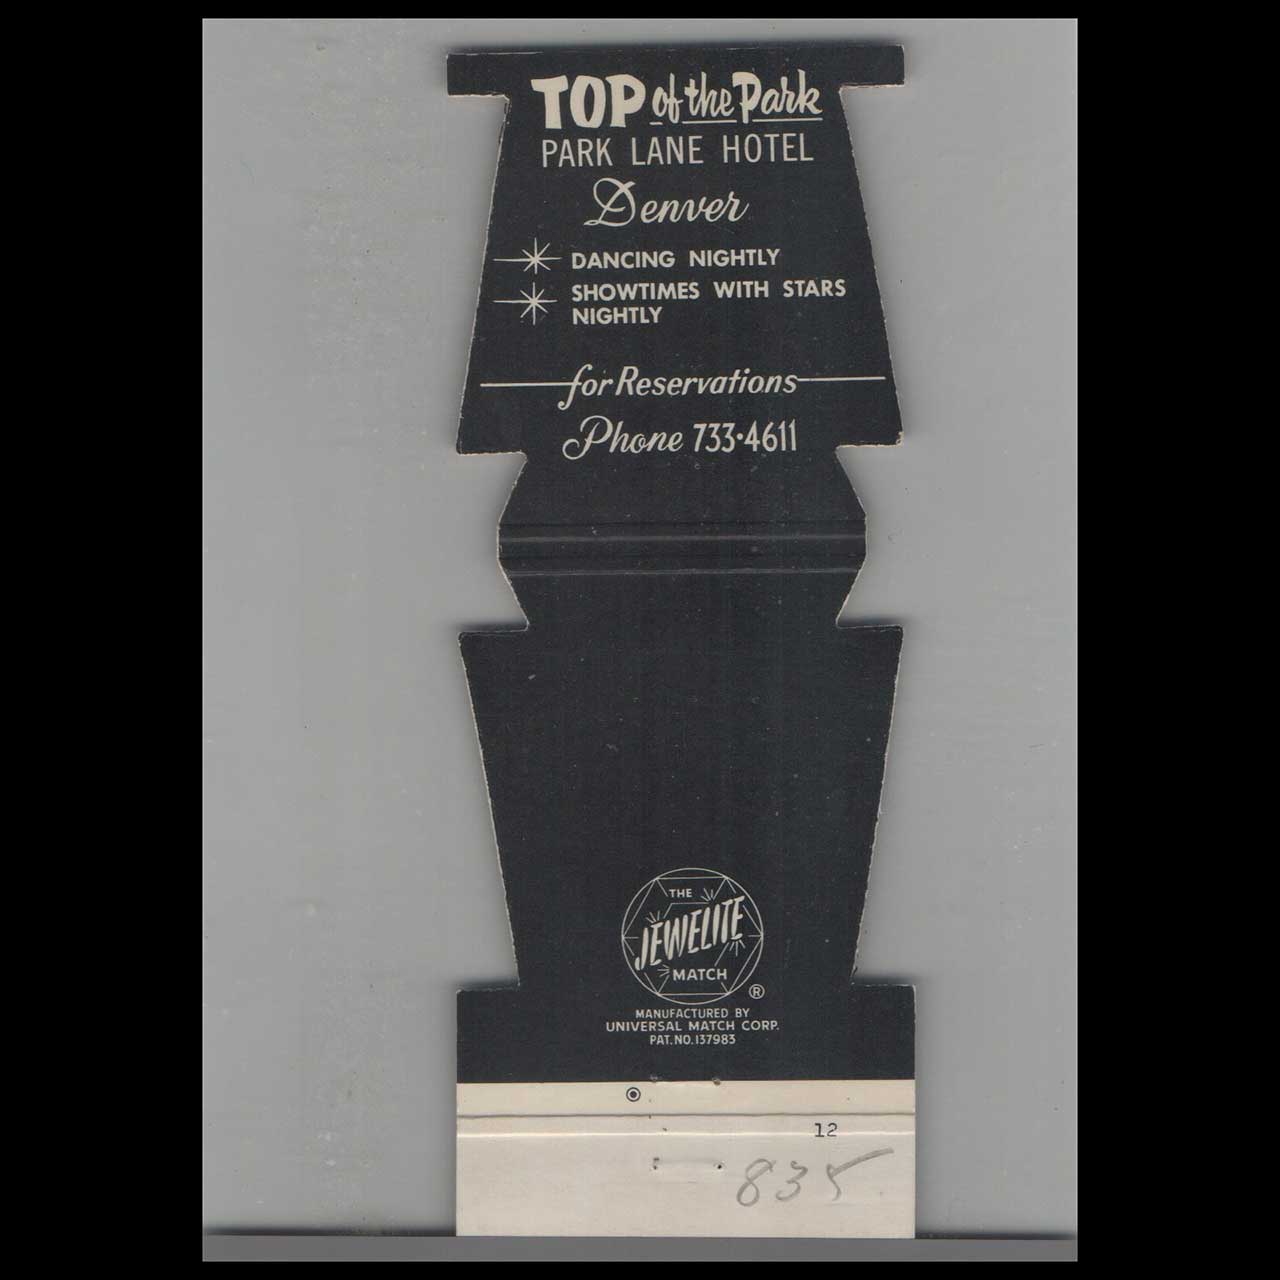 TOP of the Park
PARK LANE HOTEL
Denver
DANCING NIGHTLY
SHOWTIMES WITH STARS
NIGHTLY
for Reservations
Phone 733·4611
THE
JEWELITE
MATCH
®
MANUFACTURED BY
UNIVERSAL MATCH CORP.
PAT. NO. 137983
12
835